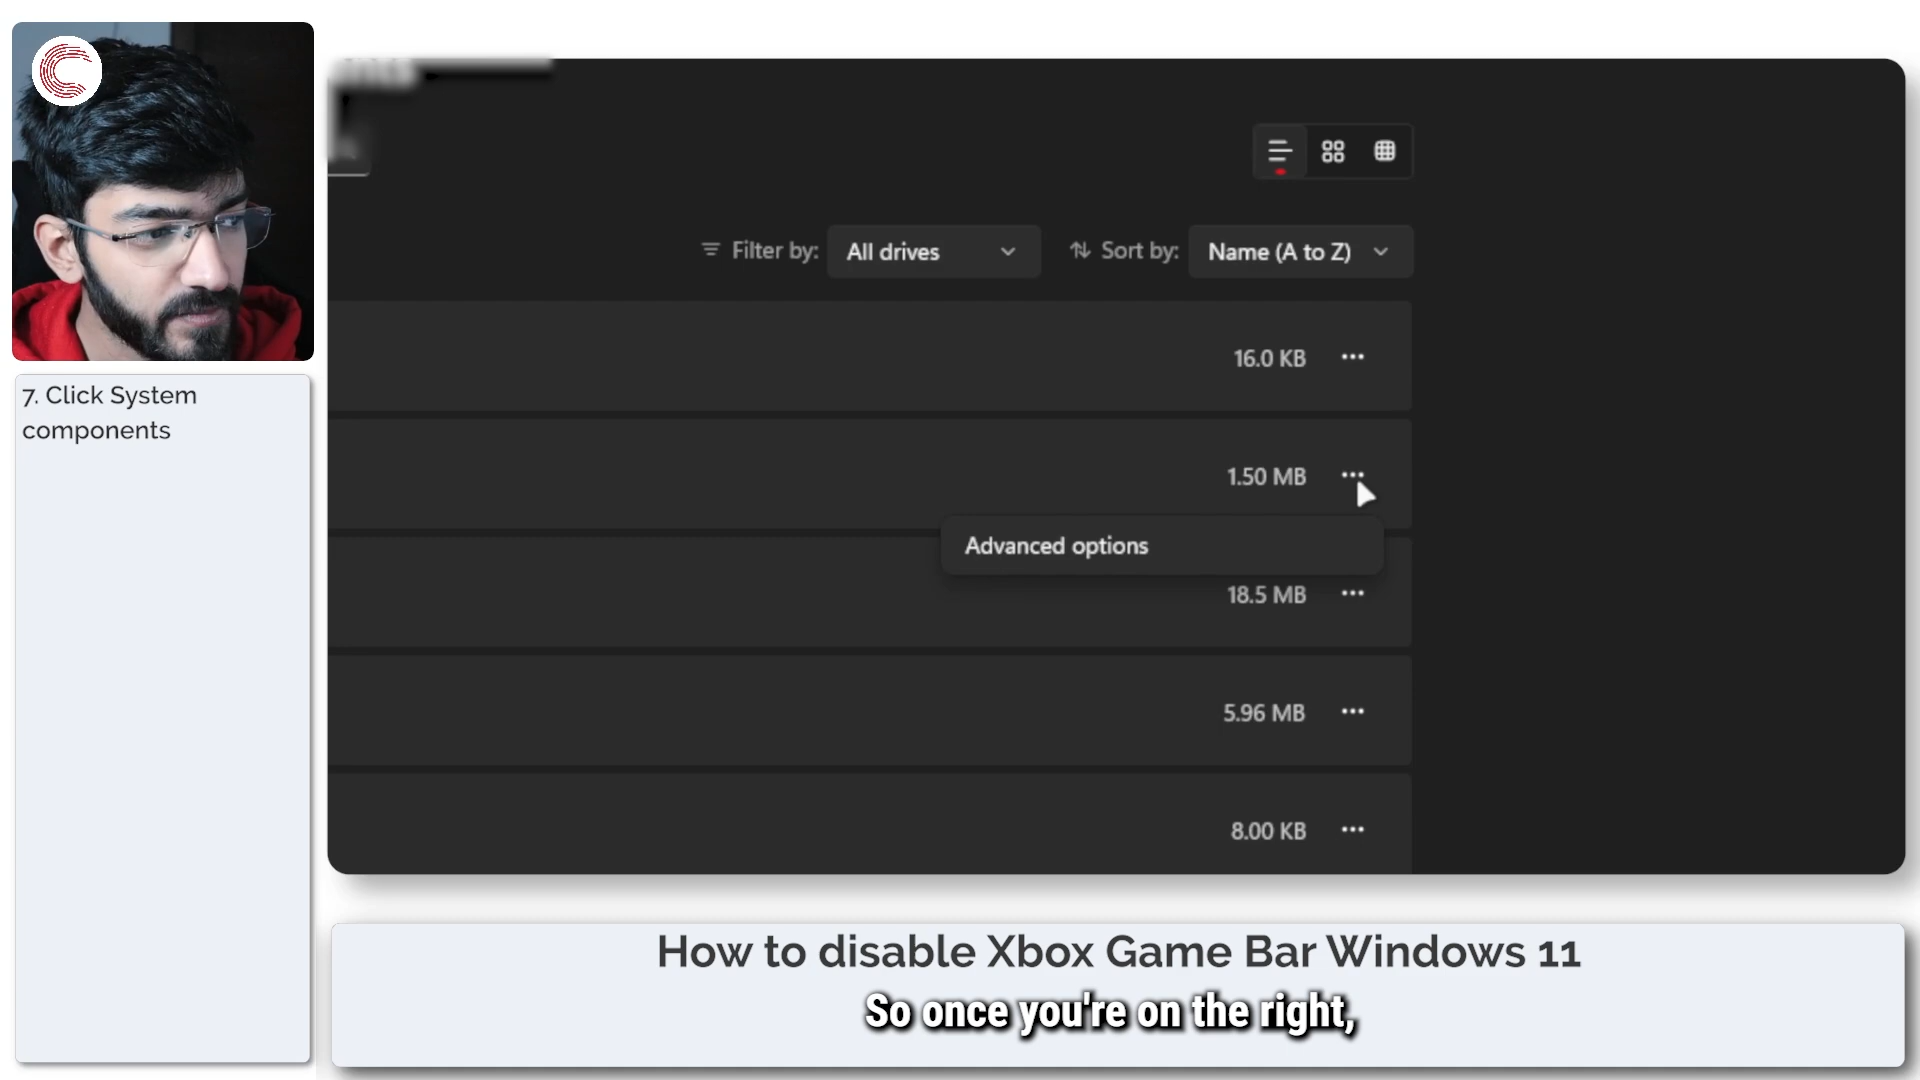 7. Click System
components
Filter by:
All drives
Sort by:
Name (A to Z)
16.0 KB
1.50 MB
Advanced options
18.5 MB
5.96 MB
8.00 KB
How to disable Xbox Game Bar Windows 11
So once you're on the right,